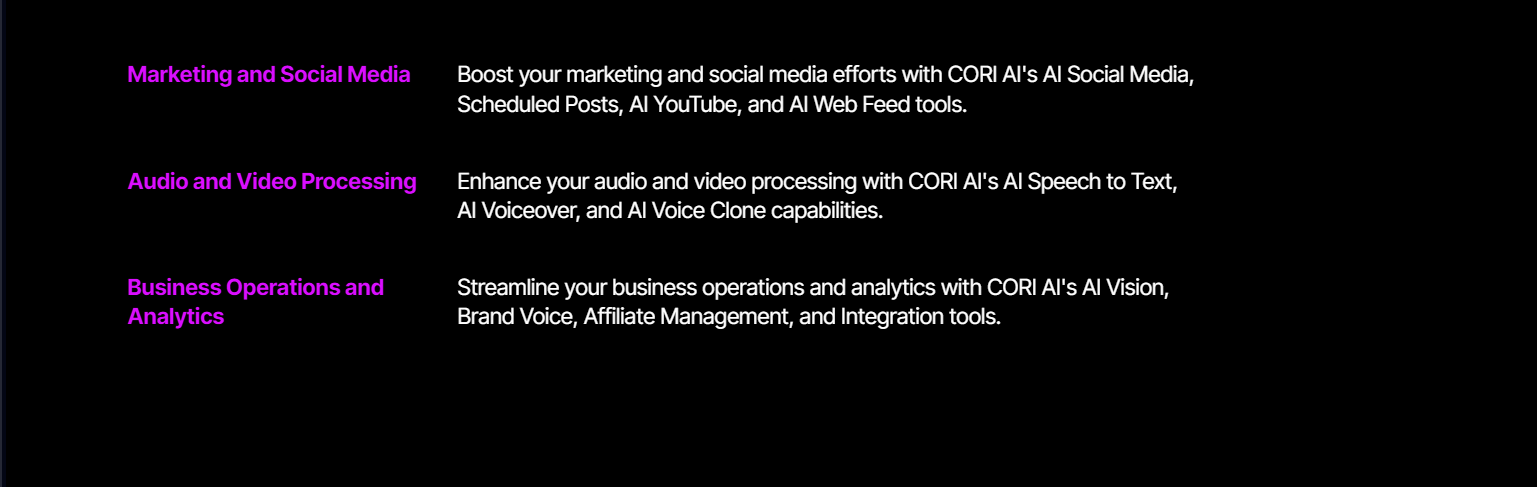 Marketing and Social Media
Boost your marketing and social media efforts with CORI AI's AI Social Media,
Scheduled Posts, AI YouTube, and AI Web Feed tools.
Audio and Video Processing
Enhance your audio and video processing with CORI AI's AI Speech to Text,
AI Voiceover, and AI Voice Clone capabilities.
Business Operations and
Analytics
Streamline your business operations and analytics with CORI AI's AI Vision,
Brand Voice, Affiliate Management, and Integration tools.